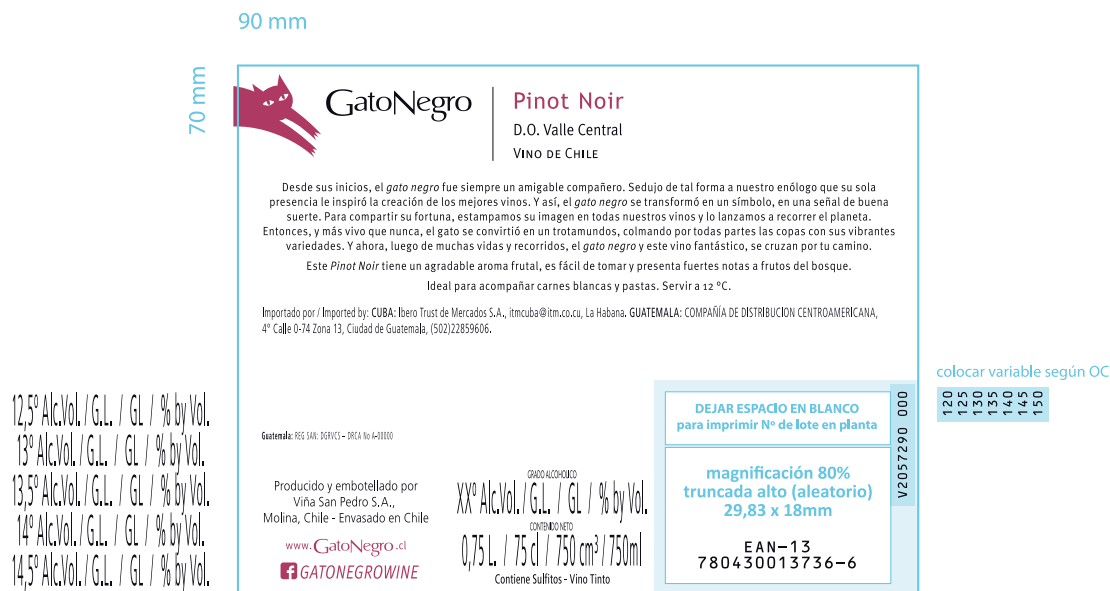 90 mm
70 mm
GatoNegro
Pinot Noir
D.O. Valle Central
VINO DE CHILE
Desde sus inicios, el gato negro fue siempre un amigable compañero. Sedujo de tal forma a nuestro enólogo que su sola
presencia le inspiró la creación de los mejores vinos. Y así, el gato negro se transformó en un símbolo, en una señal de buena
suerte. Para compartir su fortuna, estampamos su imagen en todas nuestros vinos y lo lanzamos a recorrer el planeta.
Entonces, y más vivo que nunca, el gato se convirtió en un trotamundos, colmando por todas partes las copas con sus vibrantes
variedades. Y ahora, luego de muchas vidas y recorridos, el gato negro y este vino fantástico, se cruzan por tu camino.
Este Pinot Noir tiene un agradable aroma frutal, es fácil de tomar y presenta fuertes notas a frutos del bosque.
Ideal para acompañar carnes blancas y pastas. Servir a 12 °C.
Importado por / Imported by: CUBA: Ibero Trust de Mercados S.A., itmcuba@itm.co.cu, La Habana. GUATEMALA: COMPAÑÍA DE DISTRIBUCION CENTROAMERICANA,
4° Calle 0-74 Zona 13, Ciudad de Guatemala, (502)22859606.
colocar variable según OC
120
125
130
135
140
145
150
12,5° Alc.Vol. / G.L. / GL / % by Vol.
13° Alc.Vol. / G.L. / GL / % by Vol.
13,5° Alc.Vol. / G.L. / GL / % by Vol.
14° Alc.Vol. / G.L. / GL / % by Vol.
14,5° Alc.Vol. / G.L. / GL / % by Vol.
Guatemala: REG SAN: DGRVCS – DRCA No A-00000
Producido y embotellado por
Viña San Pedro S.A.,
Molina, Chile - Envasado en Chile
www.GatoNegro.cl
GATONEGROWINE
GRADO ALCOHOLICO
XX° Alc.Vol. / G.L. / GL / % by Vol.
CONTENIDO NETO
0,75 L. / 75 cl / 750 cm³ / 750ml
Contiene Sulfitos - Vino Tinto
DEJAR ESPACIO EN BLANCO
para imprimir Nº de lote en planta
magnificación 80%
truncada alto (aleatorio)
29,83 x 18mm
EAN-13
780430013736-6
V2057290 000